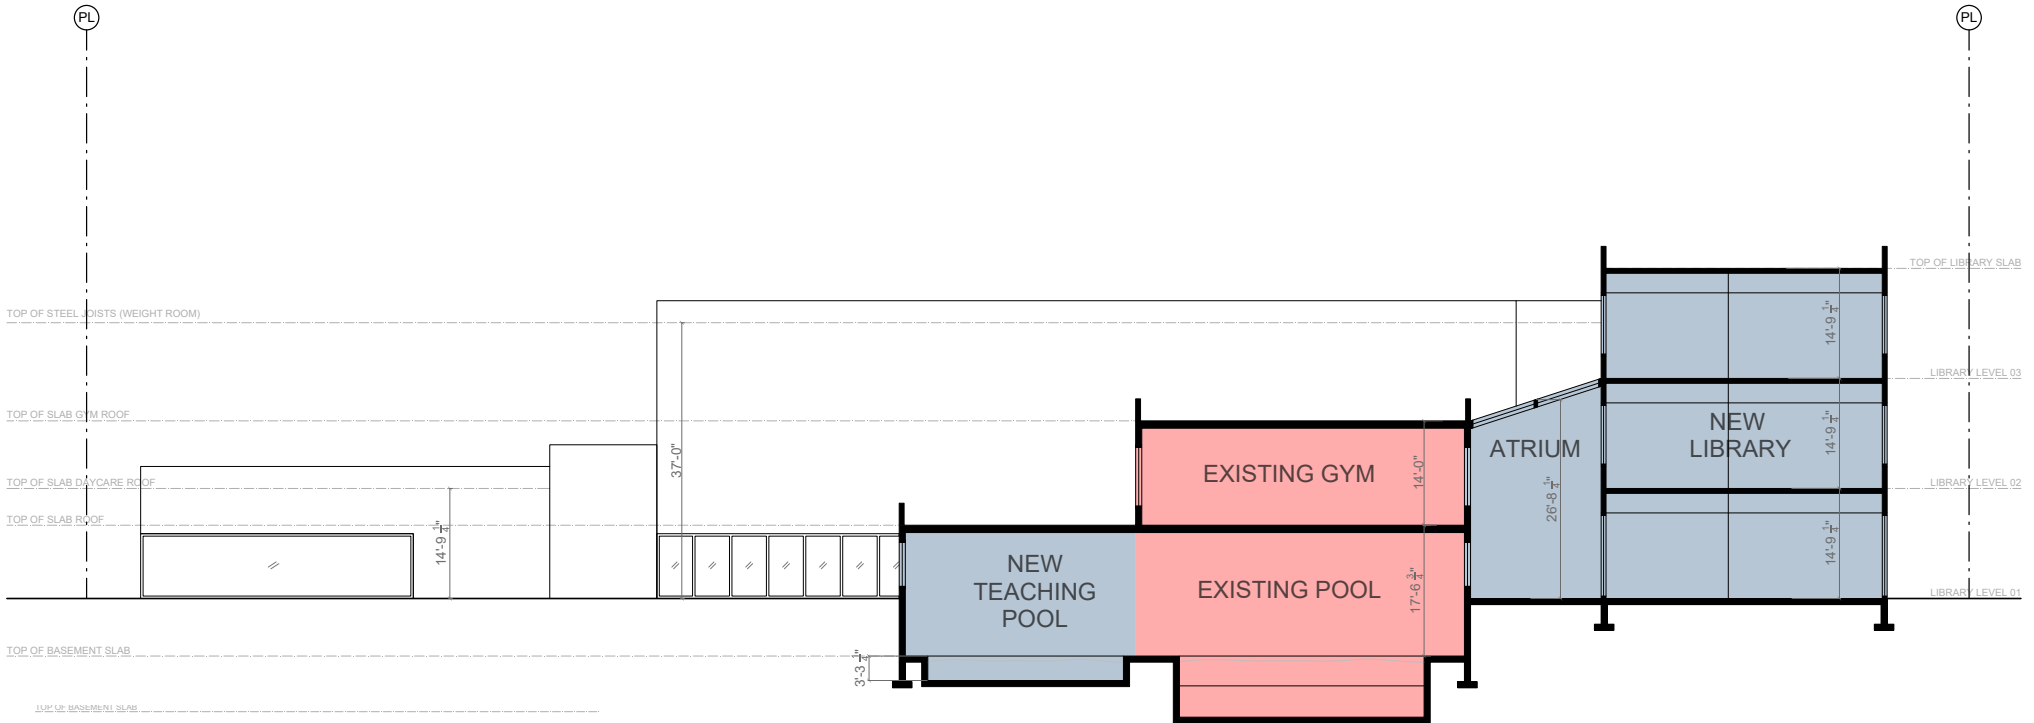 PL
PL
TOP OF LIBRARY SLAB
TOP OF STEEL JOISTS (WEIGHT ROOM)
14'-9 1/4"
LIBRARY LEVEL 03
TOP OF SLAB GYM ROOF
NEW
LIBRARY
14'-9 1/4"
ATRIUM
37'-0"
EXISTING GYM
14'-0"
TOP OF SLAB DAYCARE ROOF
LIBRARY LEVEL 02
26'-8 1/4"
TOP OF SLAB ROOF
14'-9 1/4"
14'-9 1/4"
NEW
TEACHING
POOL
EXISTING POOL
17'-6 3/4"
LIBRARY LEVEL 01
TOP OF BASEMENT SLAB
3'-3 1/4"
TOP OF BASEMENT SLAB